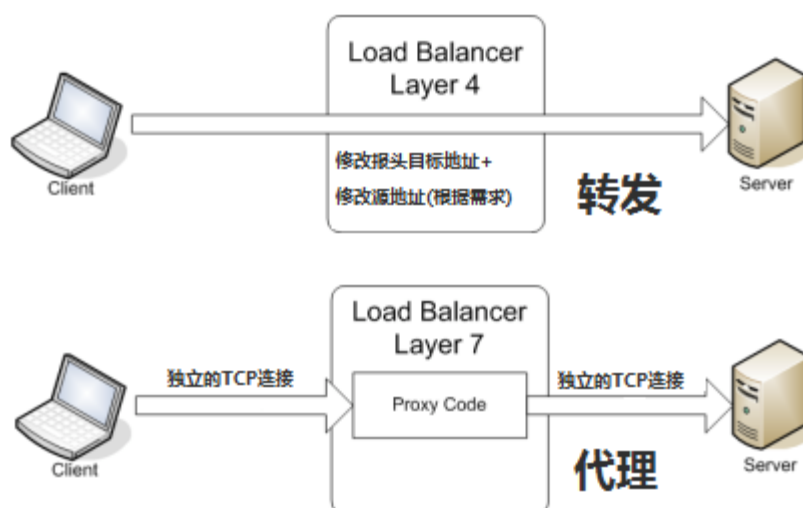 Load Balancer
Layer 4
修改报头目标地址+
修改源地址(根据需求)
转发
Client
Server
Load Balancer
Layer 7
独立的TCP连接
Proxy Code
独立的TCP连接
代理
Client
Server